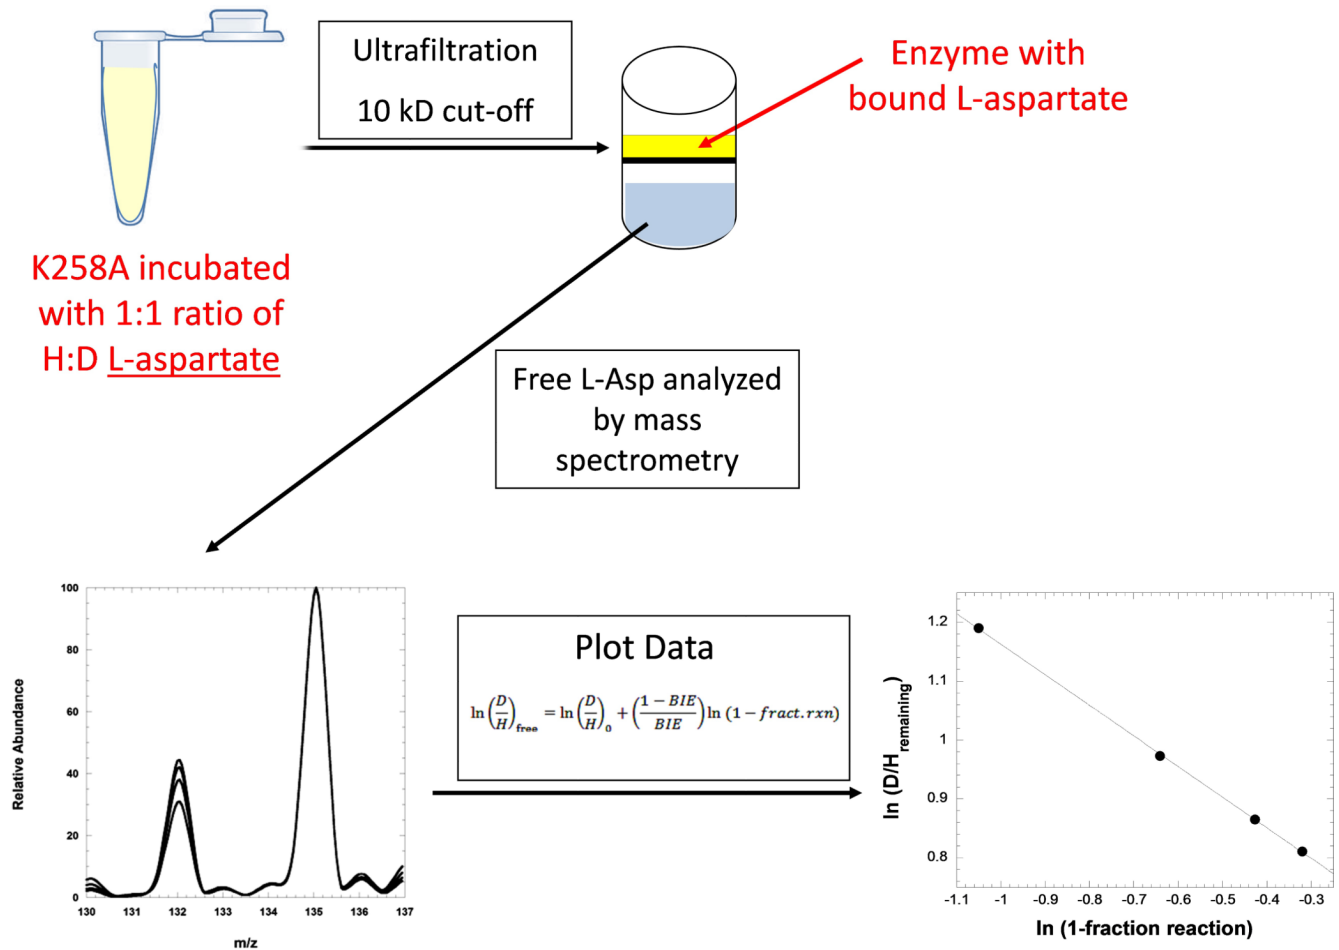 Ultrafiltration
10 kD cut-off
Enzyme with
bound L-aspartate
K258A incubated
with 1:1 ratio of
H:D L-aspartate
Free L-Asp analyzed
by mass
spectrometry
Relative Abundance
100
80
60
40
20
0
130 131 132 133 134 135 136 137
m/z
Plot Data
ln(D/H)free = ln(D/H)0 + ((1 − BIE)/BIE) ln (1 − fract.rxn)
ln (D/H remaining)
1.2
1.1
1
0.9
0.8
-1.1 -1 -0.9 -0.8 -0.7 -0.6 -0.5 -0.4 -0.3
ln (1-fraction reaction)